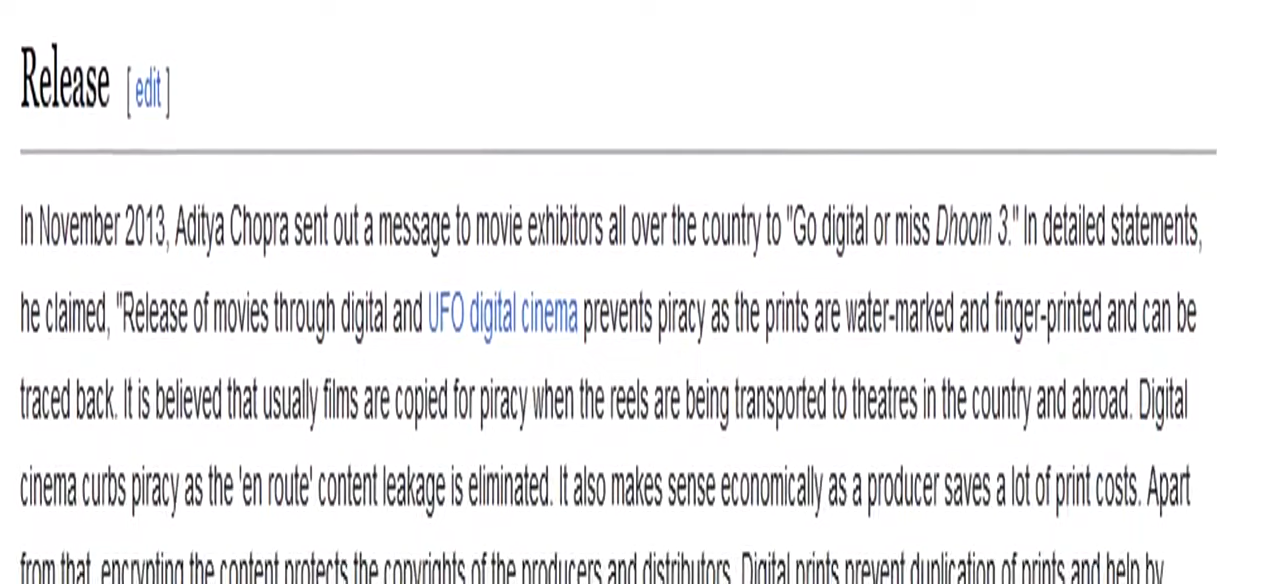 Release [ edit ]
In November 2013, Aditya Chopra sent out a message to movie exhibitors all over the country to "Go digital or miss Dhoom 3." In detailed statements,
he claimed, "Release of movies through digital and UFO digital cinema prevents piracy as the prints are water-marked and finger-printed and can be
traced back. It is believed that usually films are copied for piracy when the reels are being transported to theatres in the country and abroad. Digital
cinema curbs piracy as the 'en route' content leakage is eliminated. It also makes sense economically as a producer saves a lot of print costs. Apart
from that, encrypting the content protects the copyrights of the producers and distributors. Digital prints prevent duplication of prints and help by